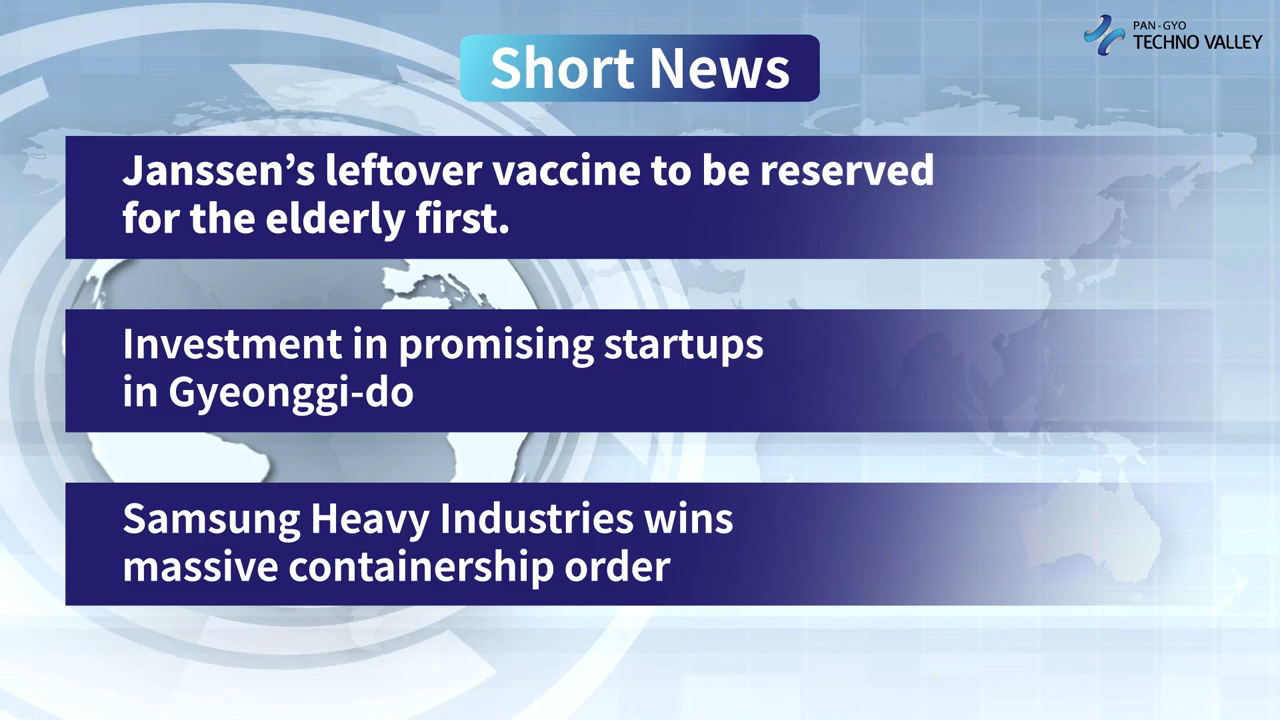 PAN-GYO
TECHNO VALLEY
Short News
Janssen’s leftover vaccine to be reserved
for the elderly first.
Investment in promising startups
in Gyeonggi-do
Samsung Heavy Industries wins
massive containership order